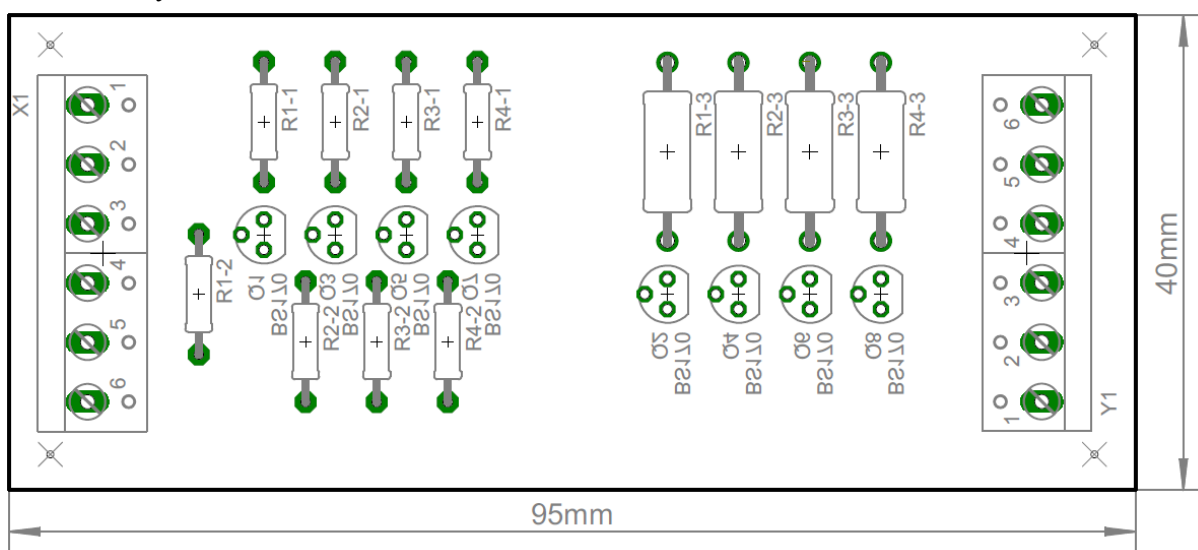 X1
1
2
3
4
5
6
R1-1
R2-1
R3-1
R4-1
R1-2
Q1
BS170
R2-2
Q3
BS170
R3-2
Q5
BS170
R4-2
Q7
BS170
R1-3
R2-3
R3-3
R4-3
Q2
BS170
Q4
BS170
Q6
BS170
Q8
BS170
6
5
4
3
2
1
Y1
40mm
95mm